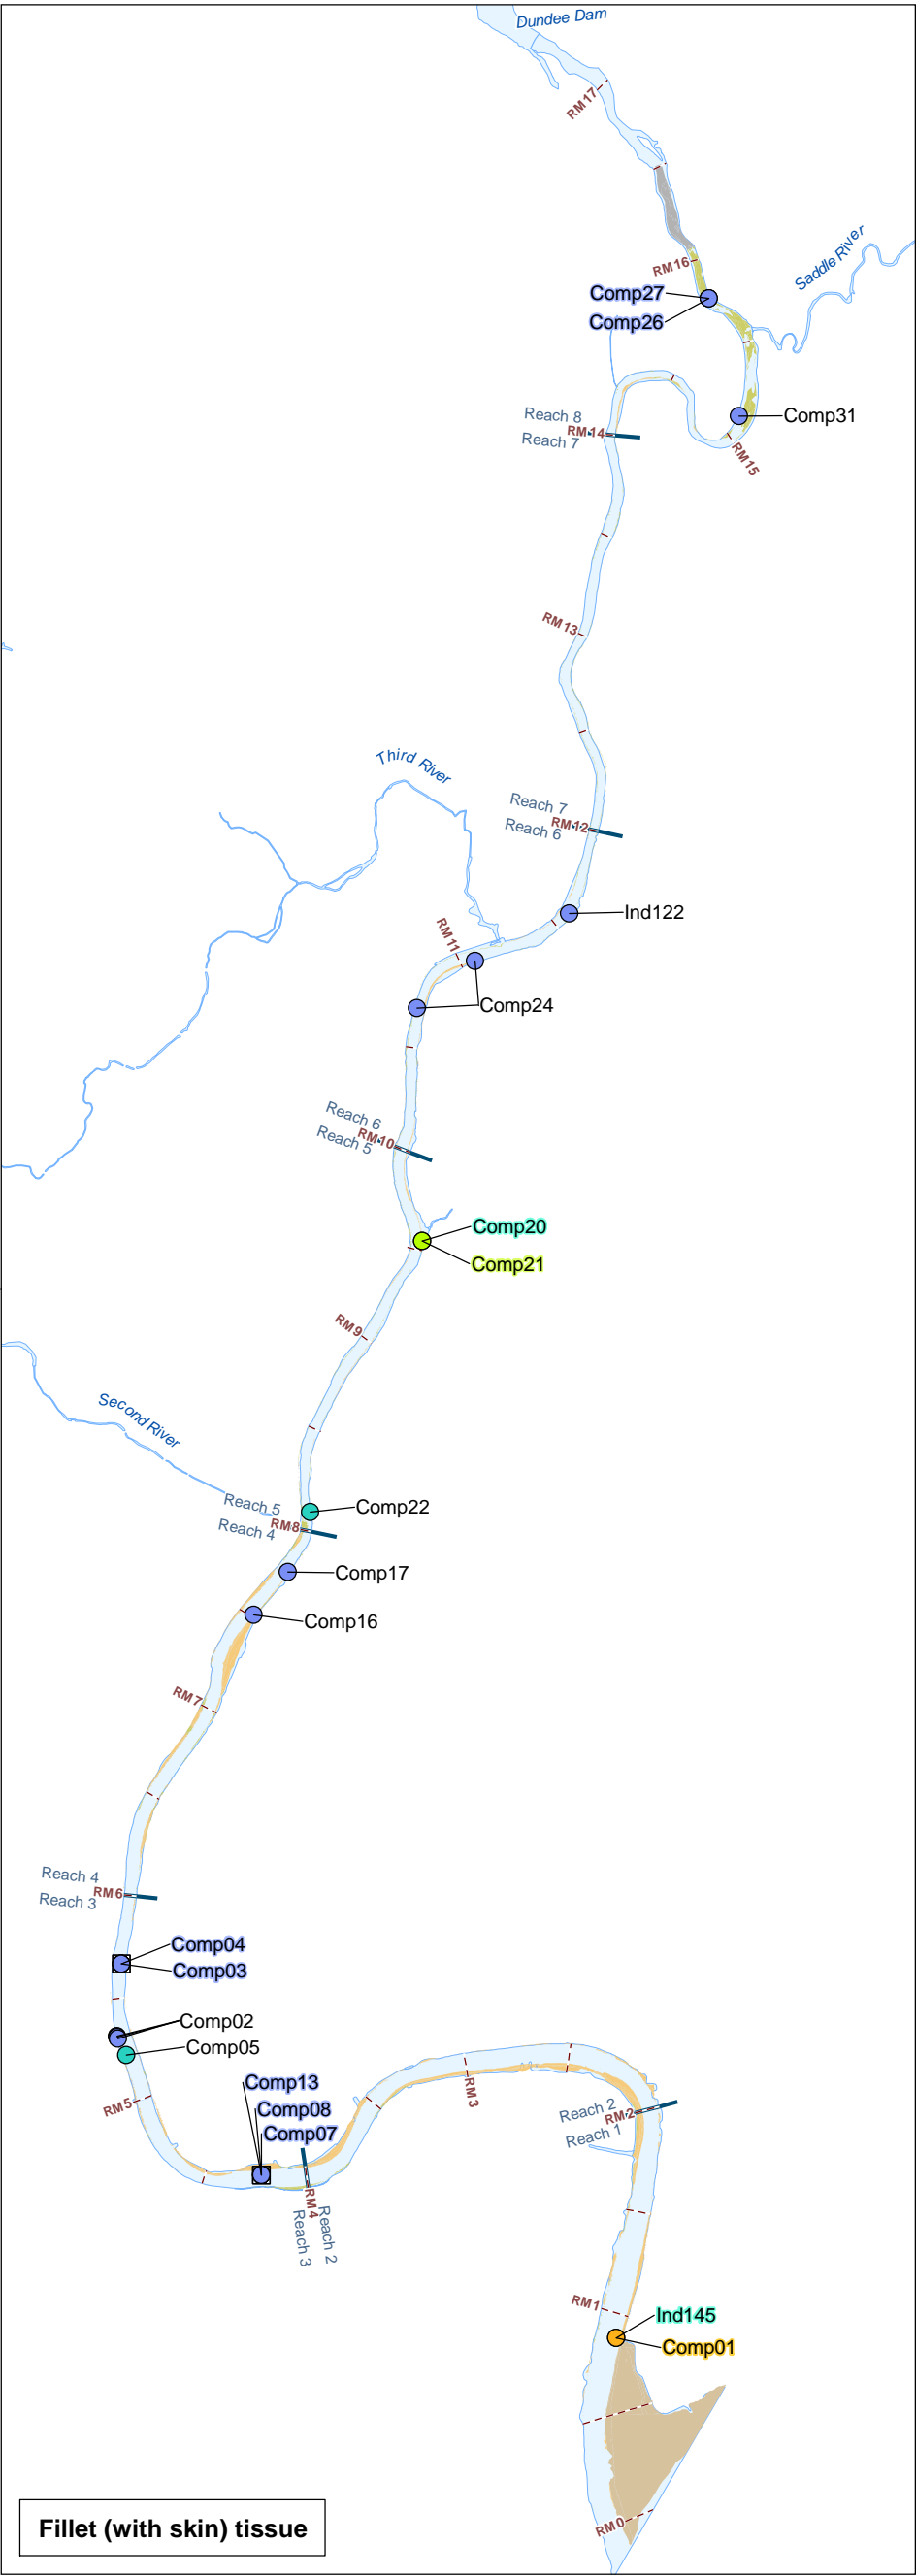 Dundee Dam
RM17
Saddle River
RM16
Comp27
Comp26
Comp31
Reach 8
RM14
Reach 7
RM15
RM13
Third River
Reach 7
RM12
Reach 6
Ind122
RM11
Comp24
Reach 6
RM10
Reach 5
Comp20
Comp21
RM9
Second River
Reach 5
Comp22
RM8
Reach 4
Comp17
Comp16
RM7
Reach 4
RM6
Reach 3
Comp04
Comp03
Comp02
Comp05
RM5
Comp13
Comp08
Comp07
RM3
Reach 2
RM2
Reach 1
RM4
Reach 2
Reach 3
RM1
Ind145
Comp01
RM0
Fillet (with skin) tissue